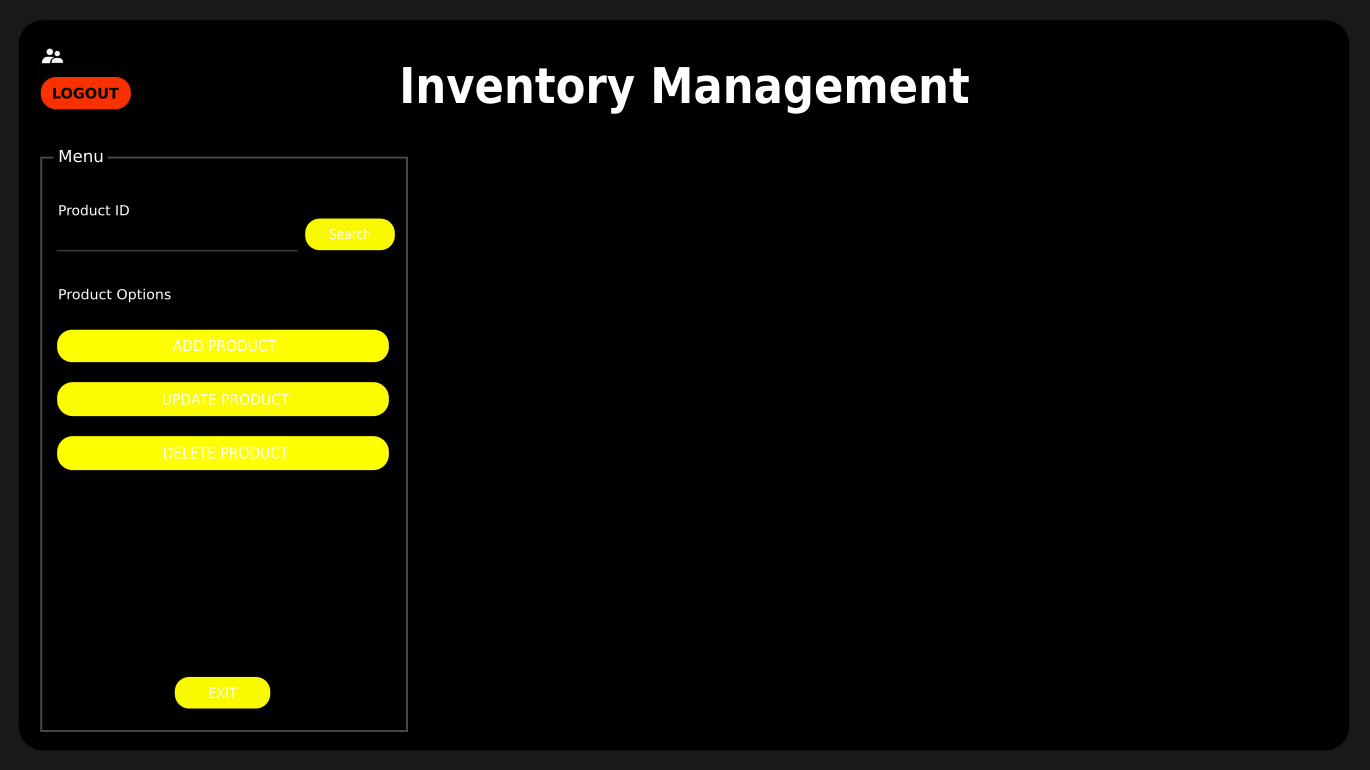 LOGOUT
Inventory Management
Menu
Product ID
Search
Product Options
ADD PRODUCT
UPDATE PRODUCT
DELETE PRODUCT
EXIT